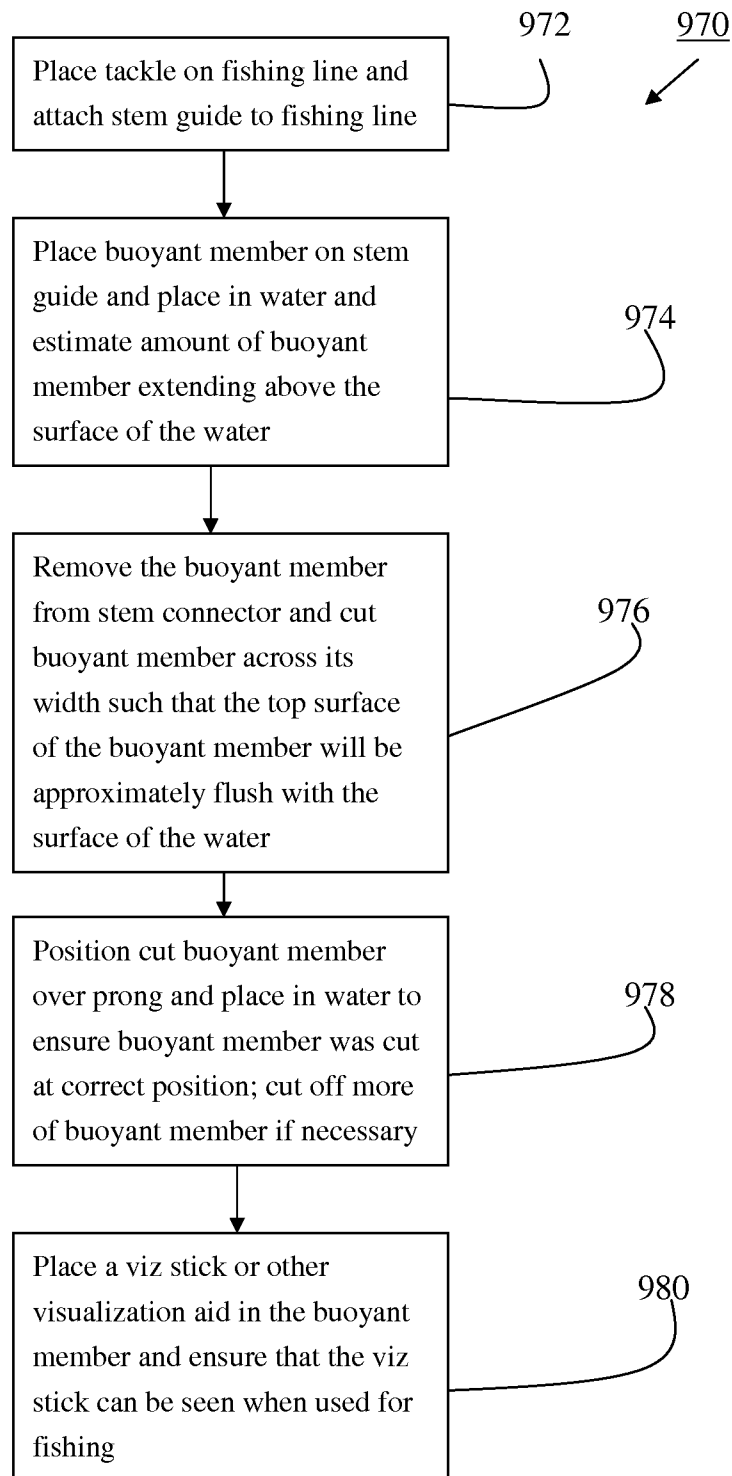 972
970
Place tackle on fishing line and
attach stem guide to fishing line
Place buoyant member on stem
guide and place in water and
estimate amount of buoyant
member extending above the
surface of the water
974
Remove the buoyant member
from stem connector and cut
buoyant member across its
width such that the top surface
of the buoyant member will be
approximately flush with the
surface of the water
976
Position cut buoyant member
over prong and place in water to
ensure buoyant member was cut
at correct position; cut off more
of buoyant member if necessary
978
Place a viz stick or other
visualization aid in the buoyant
member and ensure that the viz
stick can be seen when used for
fishing
980